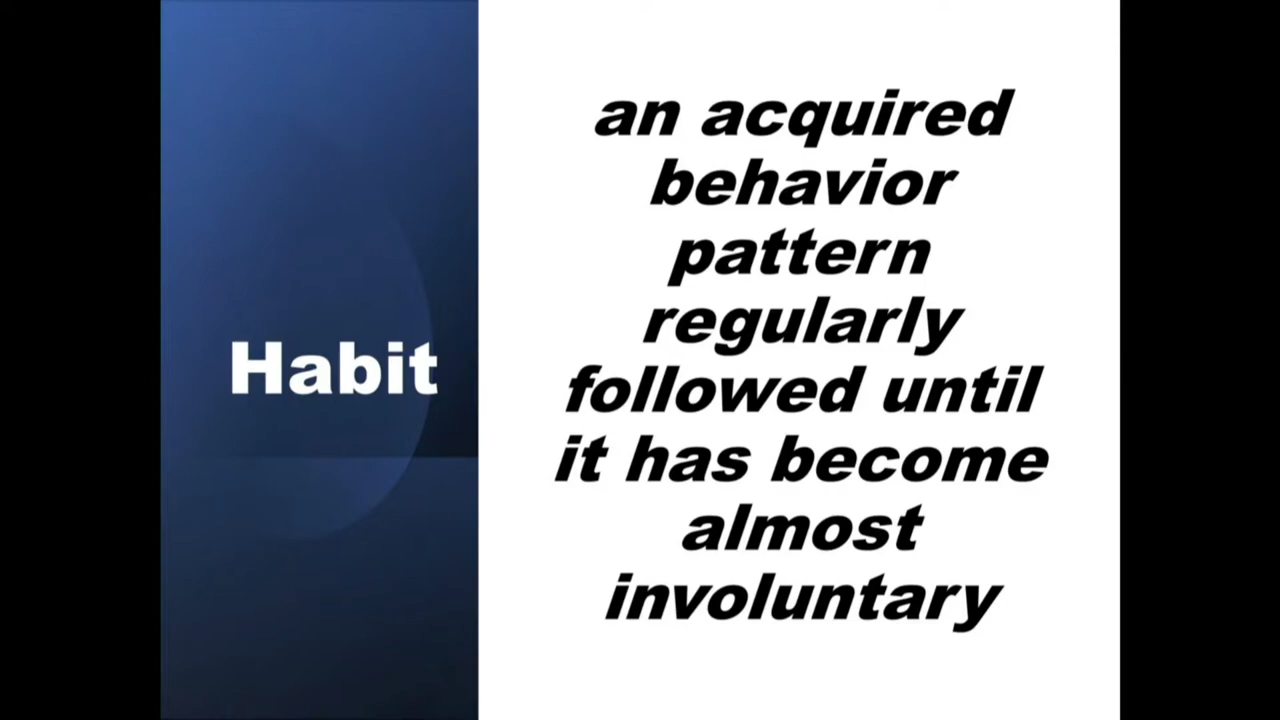 Habit
an acquired
behavior
pattern
regularly
followed until
it has become
almost
involuntary